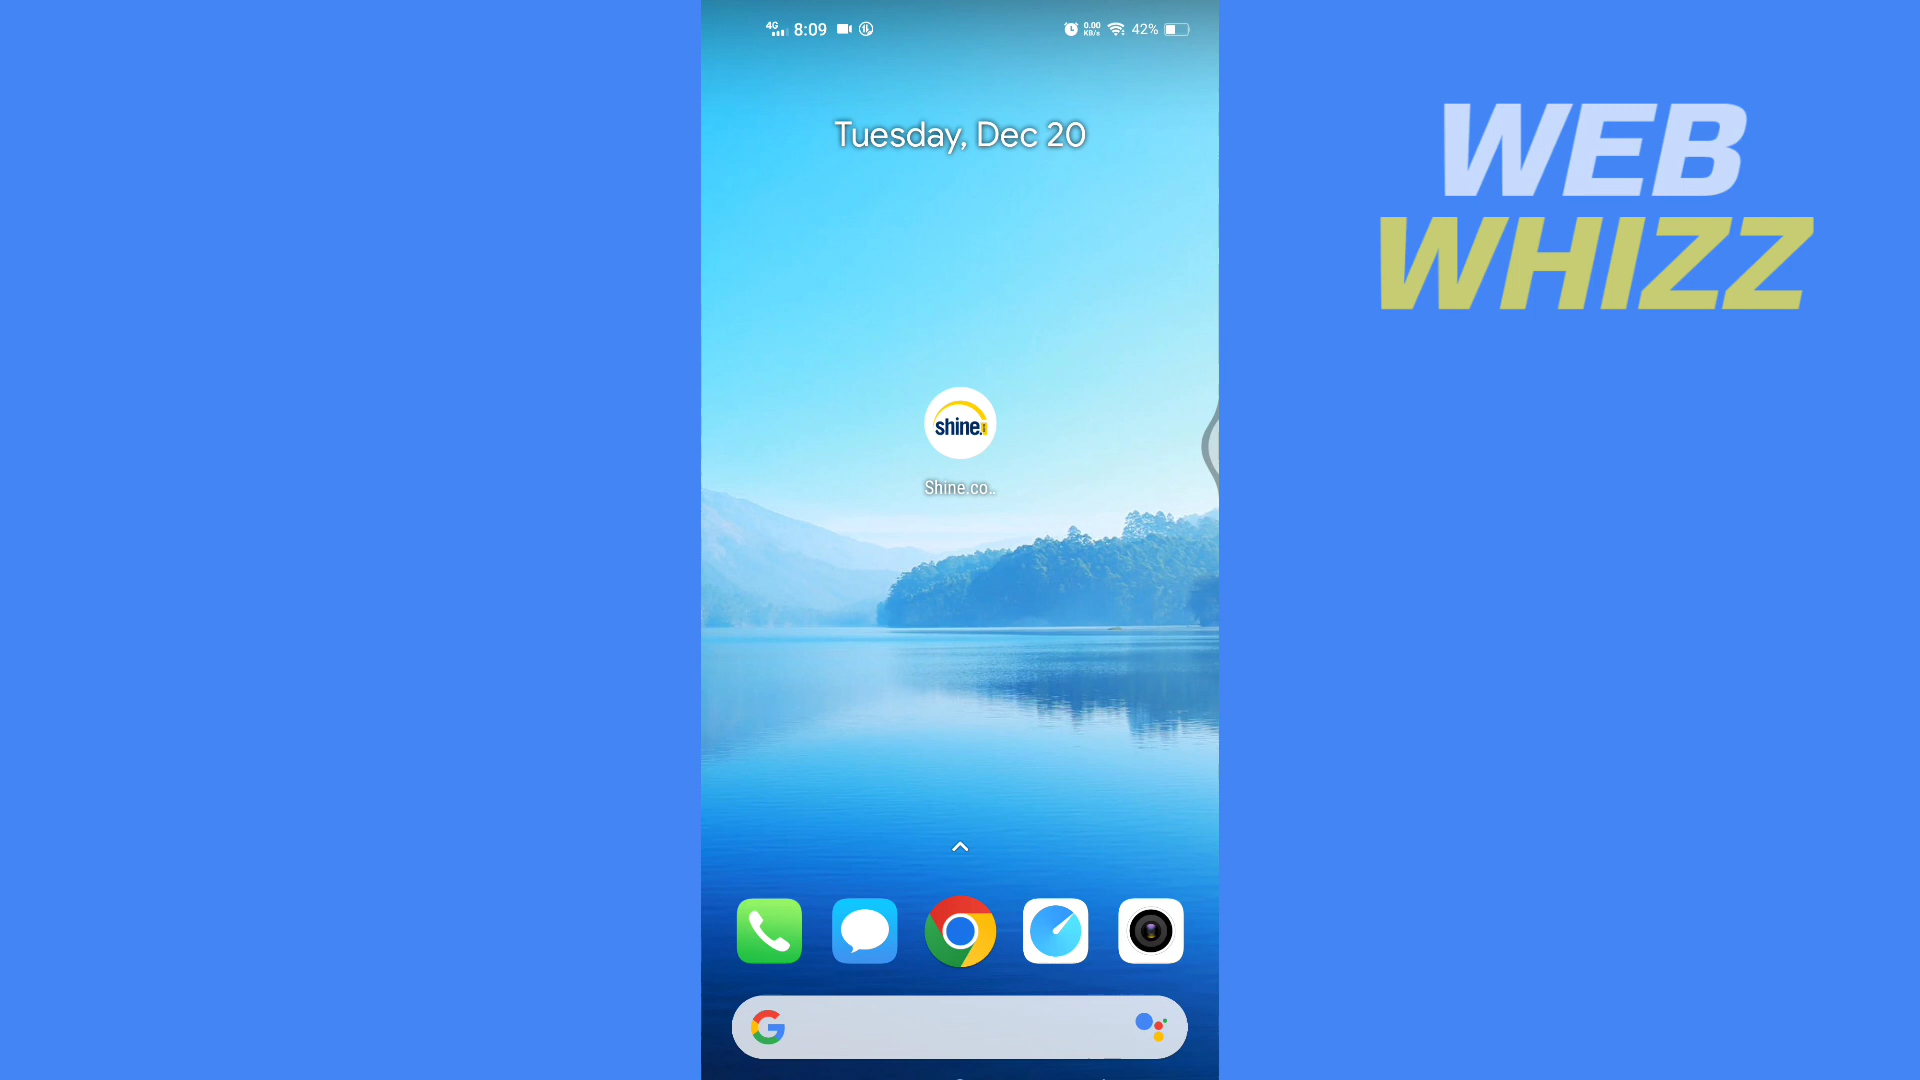 4G 8:09 0.00 KB/s 42%
Tuesday, Dec 20
WEB
WHIZZ
shine.
Shine.co..